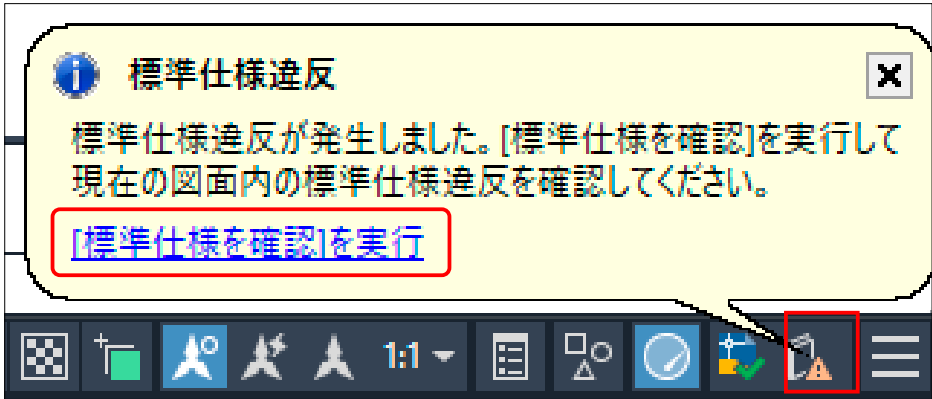 標準仕様違反
標準仕様違反が発生しました。[標準仕様を確認]を実行して
現在の図面内の標準仕様違反を確認してください。
[標準仕様を確認]を実行
1:1